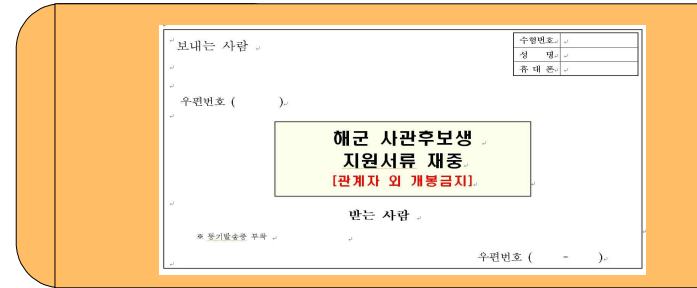 보내는 사람
수험번호
성 명
휴 대 폰
우편번호 ( )
해군 사관후보생
지원서류 재중
[관계자 외 개봉금지]
받는 사람
※ 등기발송증 부착
우편번호 ( - )